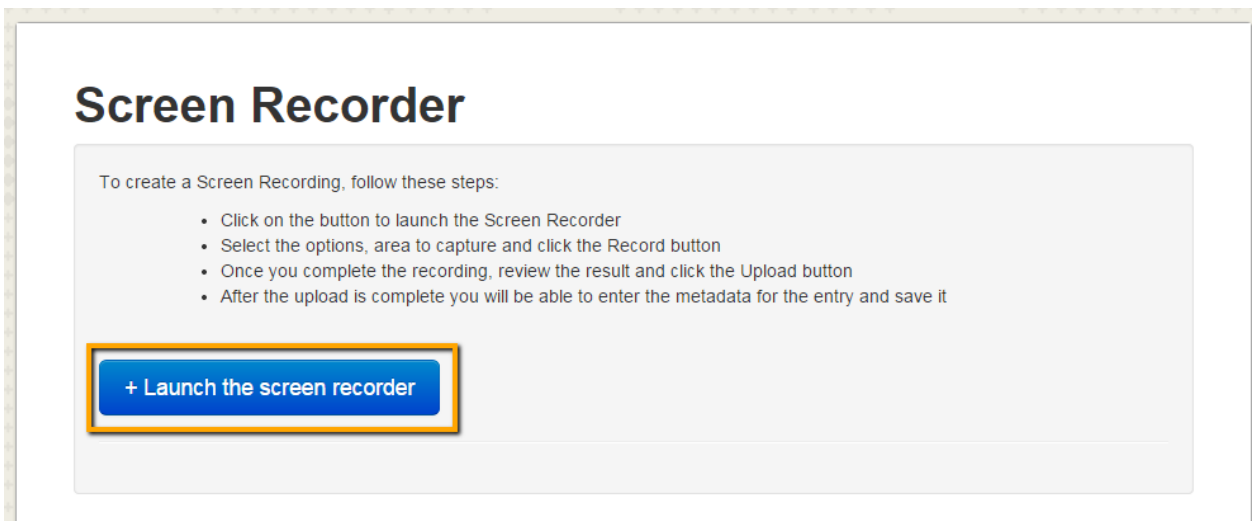 Screen Recorder
To create a Screen Recording, follow these steps:
• Click on the button to launch the Screen Recorder
• Select the options, area to capture and click the Record button
• Once you complete the recording, review the result and click the Upload button
• After the upload is complete you will be able to enter the metadata for the entry and save it
+ Launch the screen recorder